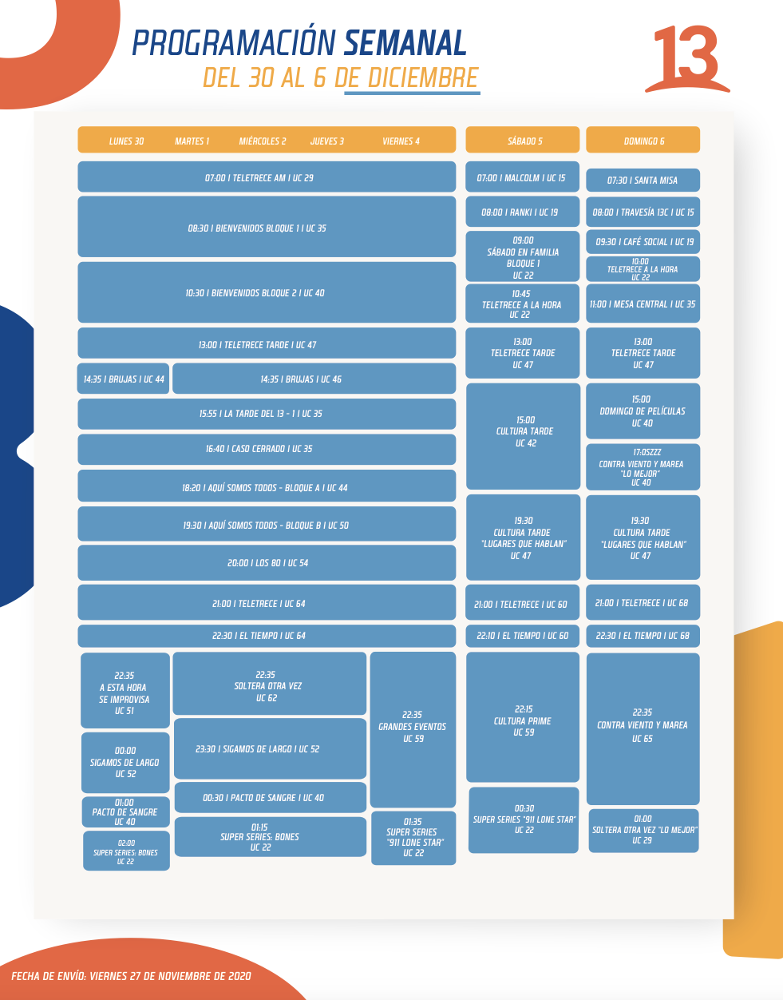 PROGRAMACIÓN SEMANAL
DEL 30 AL 6 DE DICIEMBRE
13
LUNES 30
MARTES 1
MIÉRCOLES 2
JUEVES 3
VIERNES 4
SÁBADO 5
DOMINGO 6
07:00 I TELETRECE AM I UC 29
08:30 I BIENVENIDOS BLOQUE 1 I UC 35
10:30 I BIENVENIDOS BLOQUE 2 I UC 40
13:00 I TELETRECE TARDE I UC 47
14:35 I BRUJAS I UC 44
14:35 I BRUJAS I UC 46
15:55 I LA TARDE DEL 13 - 1 I UC 35
16:40 I CASO CERRADO I UC 35
18:20 I AQUÍ SOMOS TODOS - BLOQUE A I UC 44
19:30 I AQUÍ SOMOS TODOS - BLOQUE B I UC 50
20:00 I LOS 80 I UC 54
21:00 I TELETRECE I UC 64
22:30 I EL TIEMPO I UC 64
22:35
A ESTA HORA
SE IMPROVISA
UC 51
00:00
SIGAMOS DE LARGO
UC 52
01:00
PACTO DE SANGRE
UC 40
02:00
SUPER SERIES: BONES
UC 22
22:35
SOLTERA OTRA VEZ
UC 62
23:30 I SIGAMOS DE LARGO I UC 52
00:30 I PACTO DE SANGRE I UC 40
01:15
SUPER SERIES: BONES
UC 22
22:35
GRANDES EVENTOS
UC 59
01:35
SUPER SERIES
"911 LONE STAR"
UC 22
07:00 I MALCOLM I UC 15
08:00 I RANKI I UC 19
09:00
SÁBADO EN FAMILIA
BLOQUE 1
UC 22
10:45
TELETRECE A LA HORA
UC 22
13:00
TELETRECE TARDE
UC 47
15:00
CULTURA TARDE
UC 42
19:30
CULTURA TARDE
"LUGARES QUE HABLAN"
UC 47
21:00 I TELETRECE I UC 60
22:10 I EL TIEMPO I UC 60
22:15
CULTURA PRIME
UC 59
00:30
SUPER SERIES "911 LONE STAR"
UC 22
07:30 I SANTA MISA
08:00 I TRAVESÍA 13C I UC 15
09:30 I CAFÉ SOCIAL I UC 19
10:00
TELETRECE A LA HORA
UC 22
11:00 I MESA CENTRAL I UC 35
13:00
TELETRECE TARDE
UC 47
15:00
DOMINGO DE PELÍCULAS
UC 40
17:0SZZZ
CONTRA VIENTO Y MAREA
"LO MEJOR"
UC 40
19:30
CULTURA TARDE
"LUGARES QUE HABLAN"
UC 47
21:00 I TELETRECE I UC 68
22:30 I EL TIEMPO I UC 68
22:35
CONTRA VIENTO Y MAREA
UC 65
01:00
SOLTERA OTRA VEZ "LO MEJOR"
UC 29
FECHA DE ENVÍO: VIERNES 27 DE NOVIEMBRE DE 2020